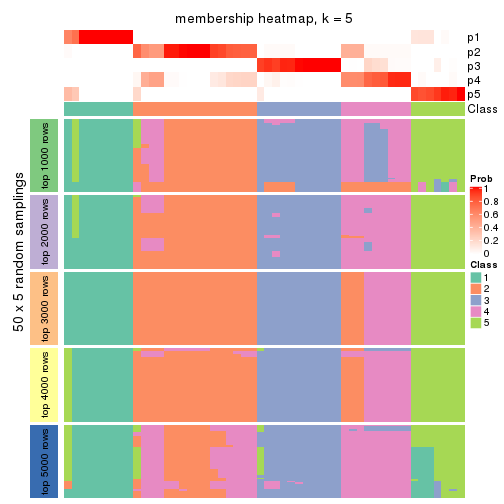 membership heatmap, k = 5
p1
p2
p3
p4
p5
Class
50 x 5 random samplings
top 1000 rows
top 2000 rows
top 3000 rows
top 4000 rows
top 5000 rows
Prob
1
0.8
0.6
0.4
0.2
0
Class
1
2
3
4
5